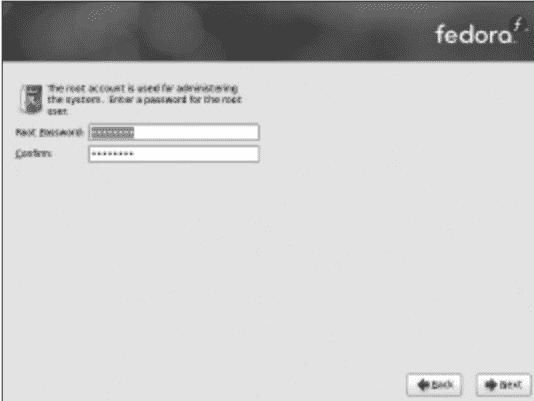 fedora
The root account is used for administering
the system. Enter a password for the root
user.
Root Password: ********
Confirm: ********
Back Next